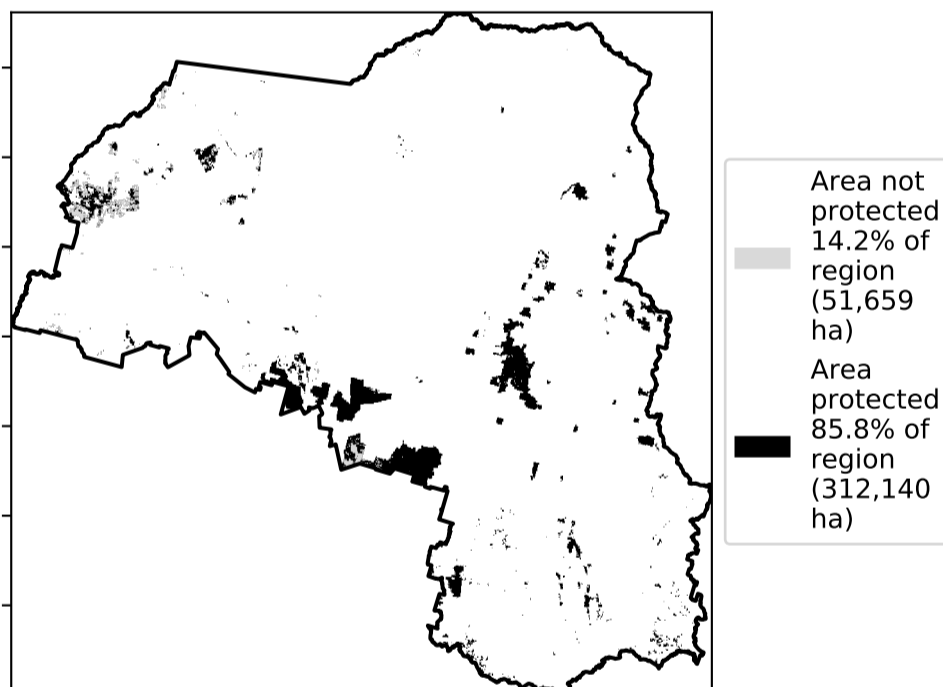 Area not
protected
14.2% of
region
(51,659
ha)
Area
protected
85.8% of
region
(312,140
ha)